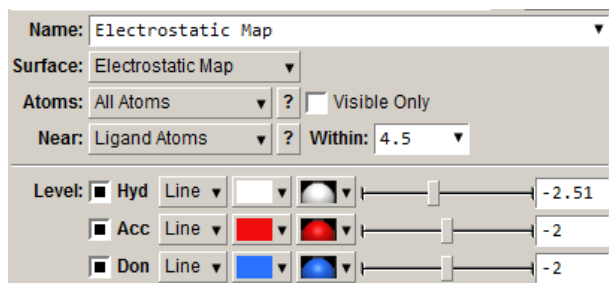 Name: Electrostatic Map
Surface: Electrostatic Map
Atoms: All Atoms ? Visible Only
Near: Ligand Atoms ? Within: 4.5
Level: Hyd Line -2.51
Acc Line -2
Don Line -2